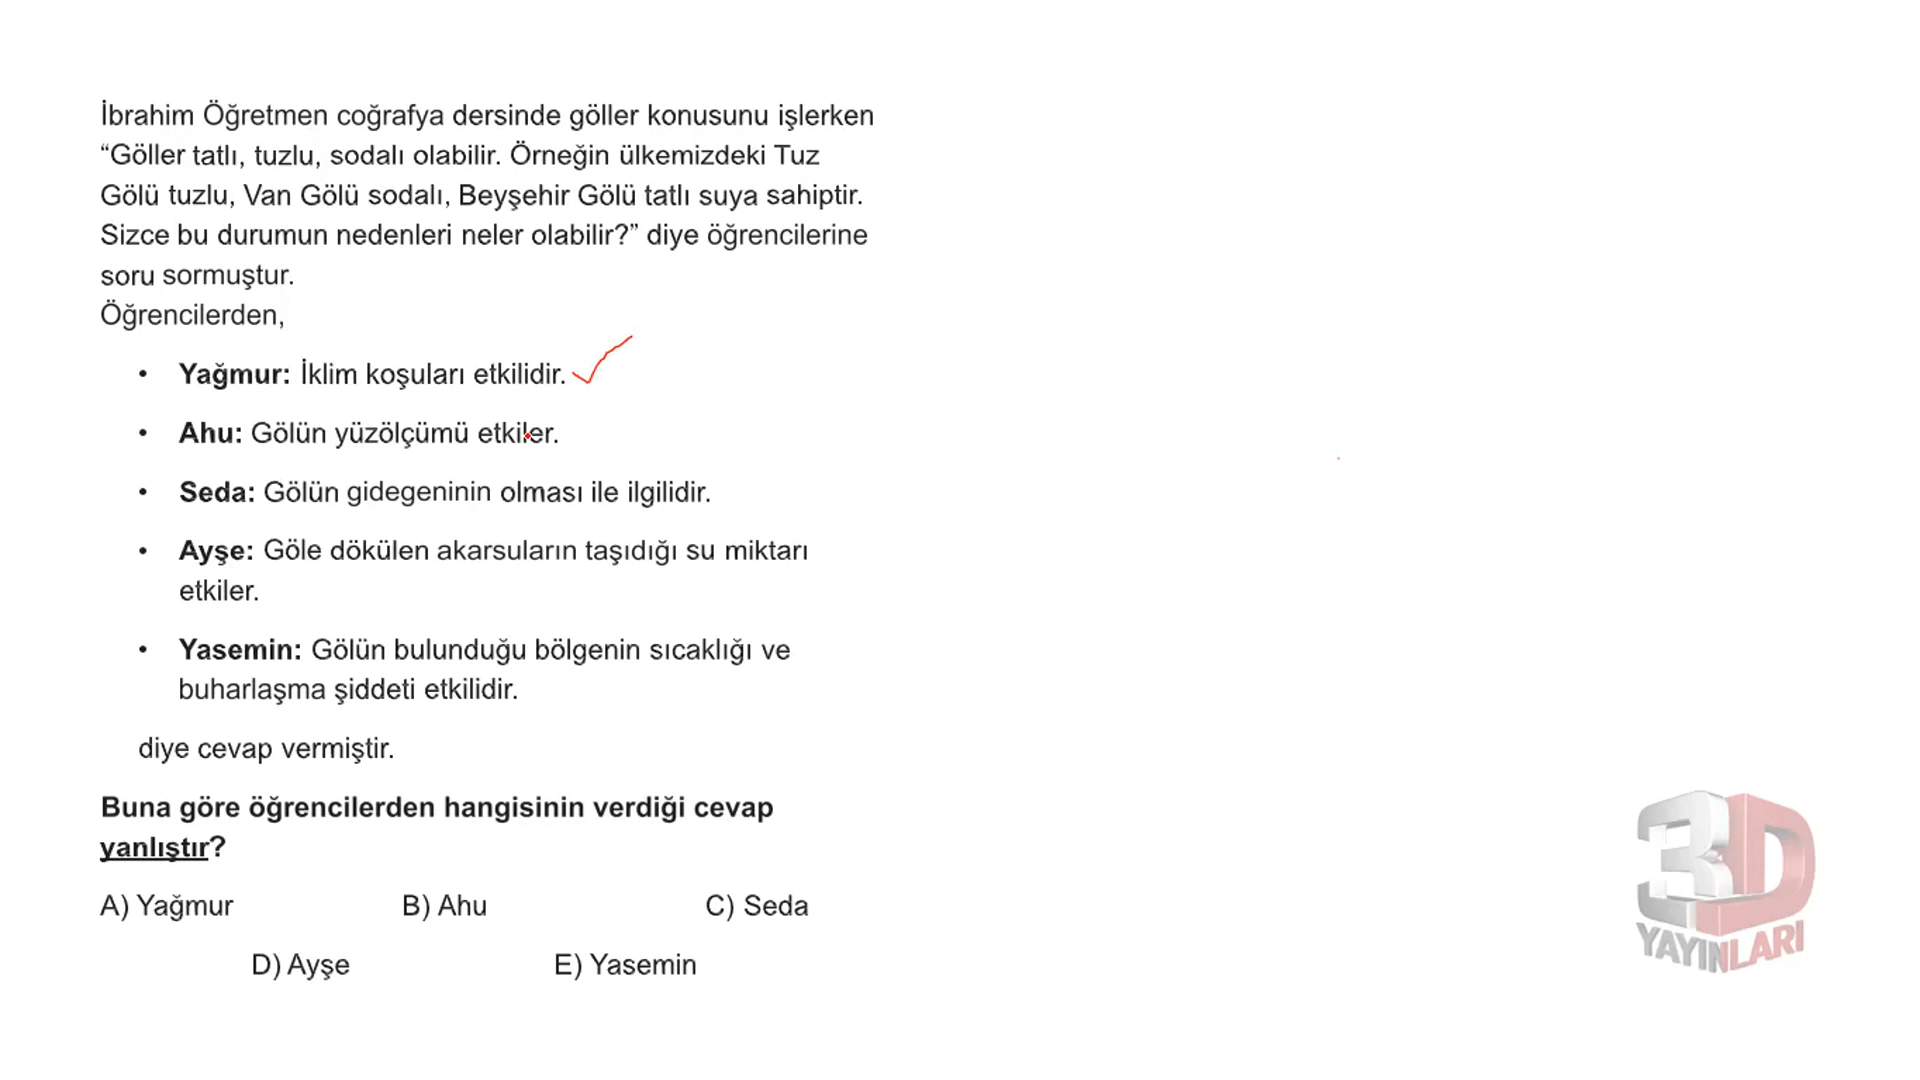 İbrahim Öğretmen coğrafya dersinde göller konusunu işlerken
“Göller tatlı, tuzlu, sodalı olabilir. Örneğin ülkemizdeki Tuz
Gölü tuzlu, Van Gölü sodalı, Beyşehir Gölü tatlı suya sahiptir.
Sizce bu durumun nedenleri neler olabilir?” diye öğrencilerine
soru sormuştur.
Öğrencilerden,
• Yağmur: İklim koşuları etkilidir.
• Ahu: Gölün yüzölçümü etkiler.
• Seda: Gölün gidegeninin olması ile ilgilidir.
• Ayşe: Göle dökülen akarsuların taşıdığı su miktarı
etkiler.
• Yasemin: Gölün bulunduğu bölgenin sıcaklığı ve
buharlaşma şiddeti etkilidir.
diye cevap vermiştir.
Buna göre öğrencilerden hangisinin verdiği cevap
yanlıştır?
A) Yağmur B) Ahu C) Seda
D) Ayşe E) Yasemin
3D
YAYINLARI